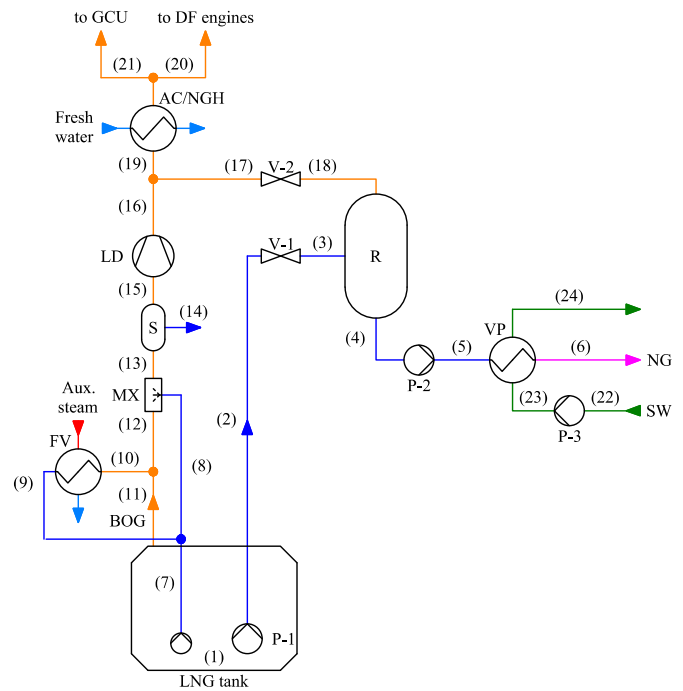 to GCU
to DF engines
(21)
(20)
AC/NGH
Fresh
water
(19)
(17)
V-2
(18)
(16)
LD
V-1
(3)
R
(15)
(14)
S
(24)
(13)
(4)
VP
(5)
(6)
NG
MX
P-2
Aux.
steam
(12)
(23)
(22)
SW
FV
(2)
P-3
(10)
(8)
(9)
(11)
BOG
(7)
P-1
(1)
LNG tank